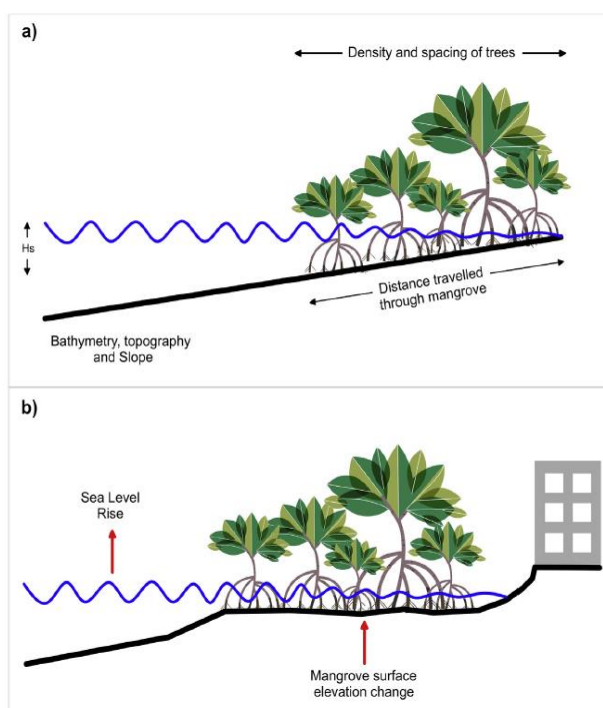 a)
Density and spacing of trees
Hs
Distance travelled
through mangrove
Bathymetry, topography
and Slope
b)
Sea Level
Rise
Mangrove surface
elevation change